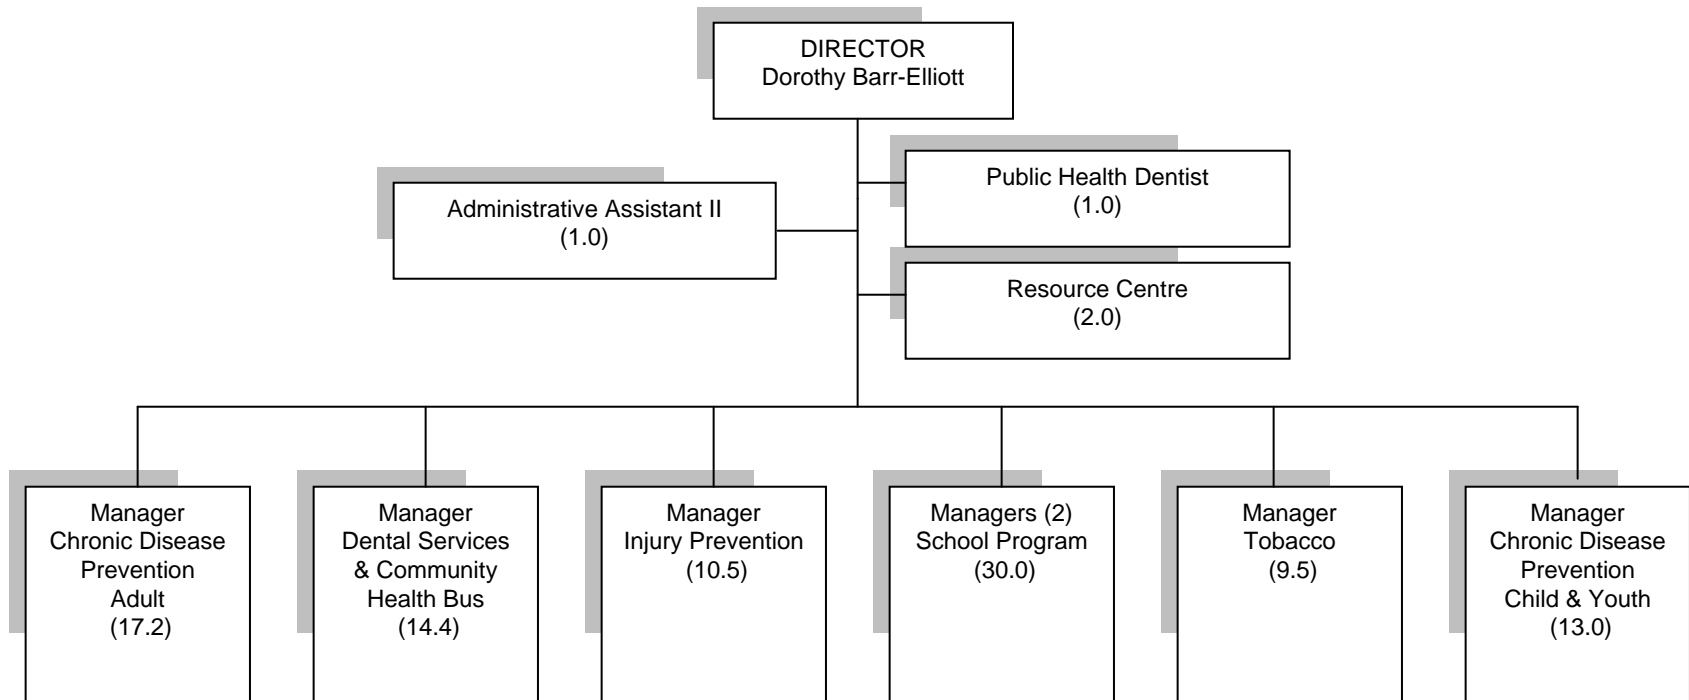 DIRECTOR
Dorothy Barr-Elliott
Public Health Dentist
(1.0)
Administrative Assistant II
(1.0)
Resource Centre
(2.0)
Manager
Chronic Disease
Prevention
Adult
(17.2)
Manager
Dental Services
& Community
Health Bus
(14.4)
Manager
Injury Prevention
(10.5)
Managers (2)
School Program
(30.0)
Manager
Tobacco
(9.5)
Manager
Chronic Disease
Prevention
Child & Youth
(13.0)